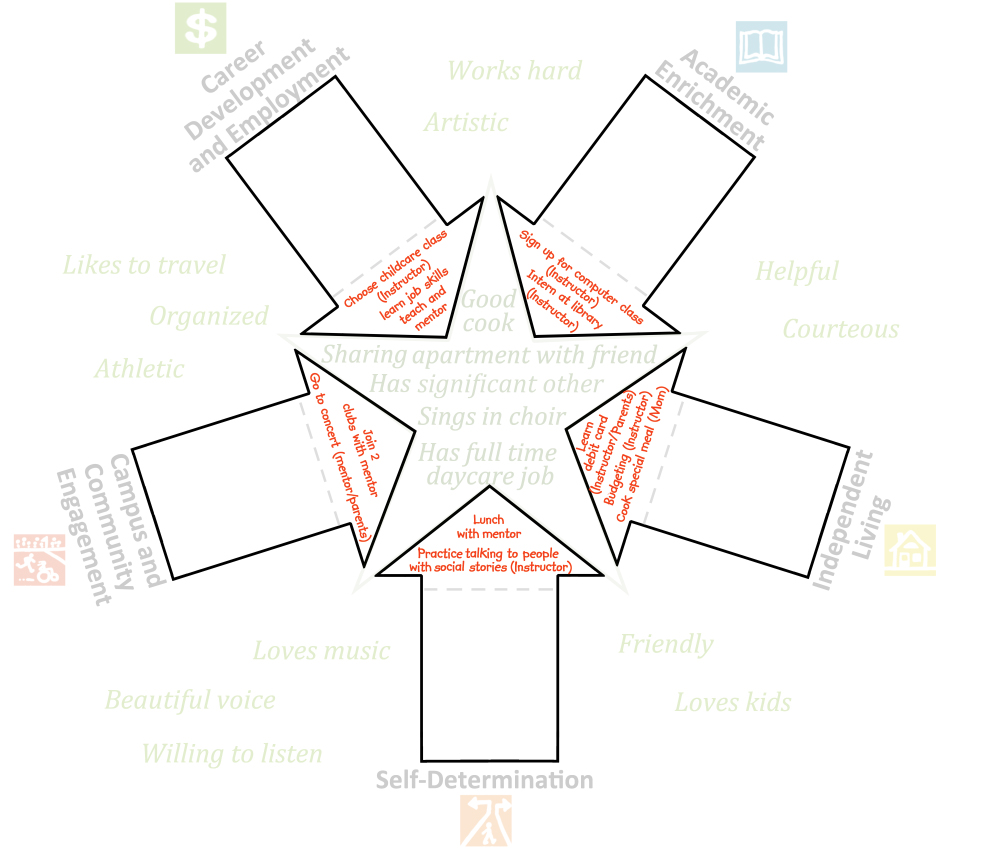 Career
Development
and Employment
Works hard
Artistic
Academic
Enrichment
Choose childcare class
(Instructor)
learn job skills
teach and
mentor
Sign up for computer class
(Instructor)
Intern at library
(Instructor)
Likes to travel
Organized
Athletic
Helpful
Courteous
Good
cook
Sharing apartment with friend
Has significant other
Sings in choir
Has full time
daycare job
Join 2
clubs with mentor
Go to concert (mentor/parents)
Learn
debit card
(Instructor/Parents)
Budgeting (Instructor)
Cook special meal (Mom)
Campus and
Community
Engagement
Independent
Living
Lunch
with mentor
Practice talking to people
with social stories (Instructor)
Loves music
Beautiful voice
Willing to listen
Friendly
Loves kids
Self-Determination